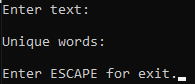 Enter text:
Unique words:
Enter ESCAPE for exit.